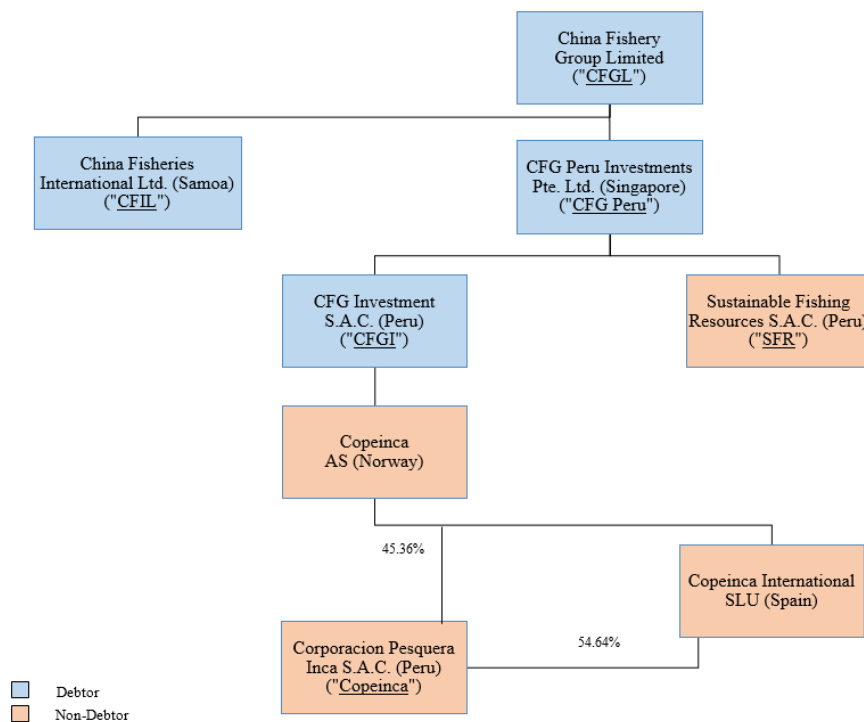 China Fishery
Group Limited
("CFGL")
China Fisheries
International Ltd. (Samoa)
("CFIL")
CFG Peru Investments
Pte. Ltd. (Singapore)
("CFG Peru")
CFG Investment
S.A.C. (Peru)
("CFGI")
Sustainable Fishing
Resources S.A.C. (Peru)
("SFR")
Copeinca
AS (Norway)
45.36%
Copeinca International
SLU (Spain)
54.64%
Corporacion Pesquera
Inca S.A.C. (Peru)
("Copeinca")
Debtor
Non-Debtor